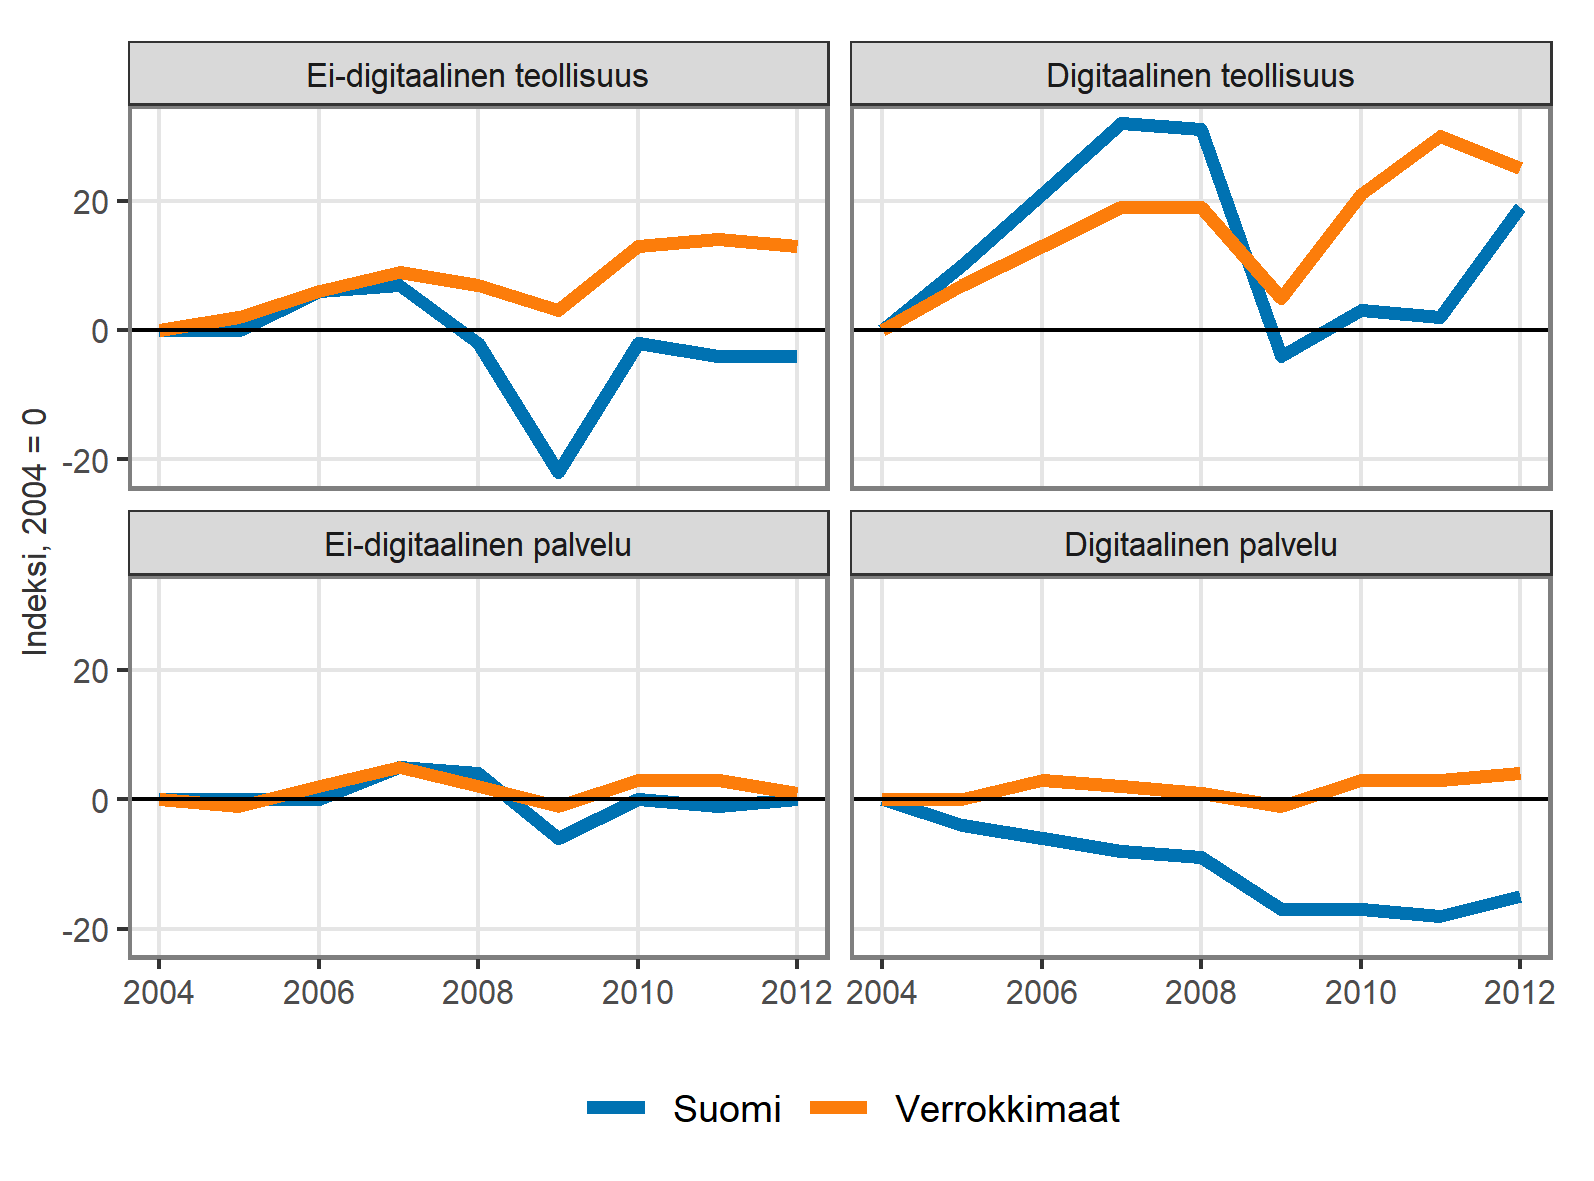 Ei-digitaalinen teollisuus
Digitaalinen teollisuus
20
0
-20
Indeksi, 2004 = 0
Ei-digitaalinen palvelu
Digitaalinen palvelu
20
0
-20
2004 2006 2008 2010 2012
2004 2006 2008 2010 2012
Suomi Verrokkimaat